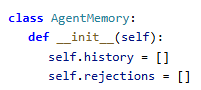 class AgentMemory:
    def __init__(self):
        self.history = []
        self.rejections = []